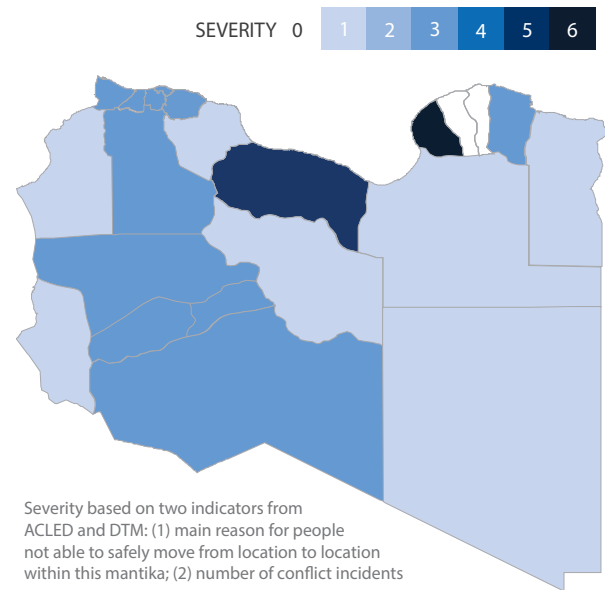 SEVERITY 0 1 2 3 4 5 6
Severity based on two indicators from
ACLED and DTM: (1) main reason for people
not able to safely move from location to location
within this mantika; (2) number of conflict incidents